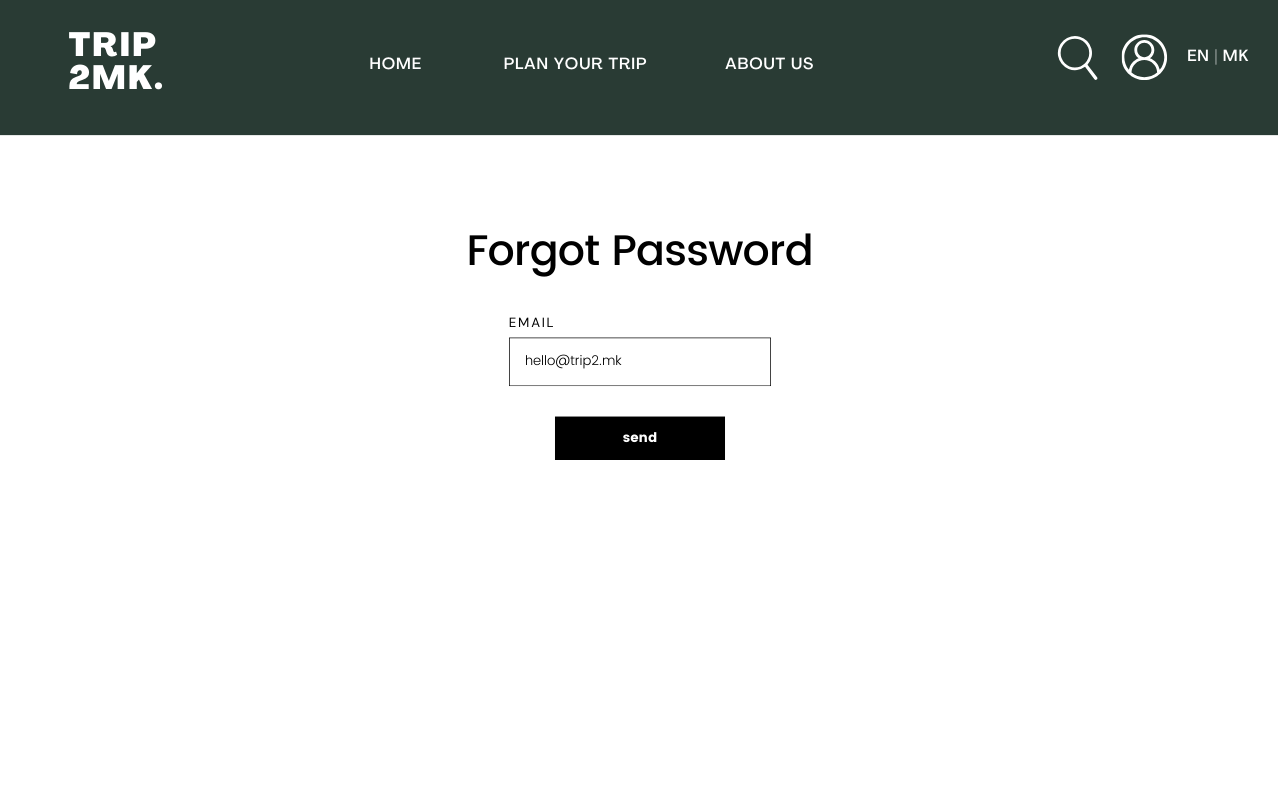 TRIP
2MK.
HOME
PLAN YOUR TRIP
ABOUT US
EN | MK
Forgot Password
EMAIL
hello@trip2.mk
send